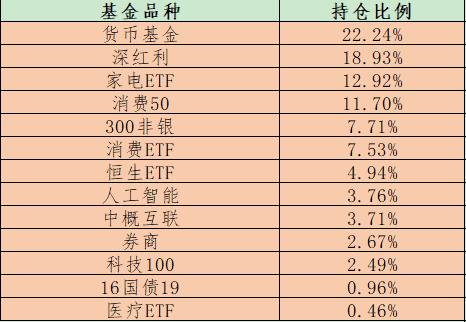 基金品种 持仓比例
货币基金 22.24%
深红利 18.93%
家电ETF 12.92%
消费50 11.70%
300非银 7.71%
消费ETF 7.53%
恒生ETF 4.94%
人工智能 3.76%
中概互联 3.71%
券商 2.67%
科技100 2.49%
16国债19 0.96%
医疗ETF 0.46%